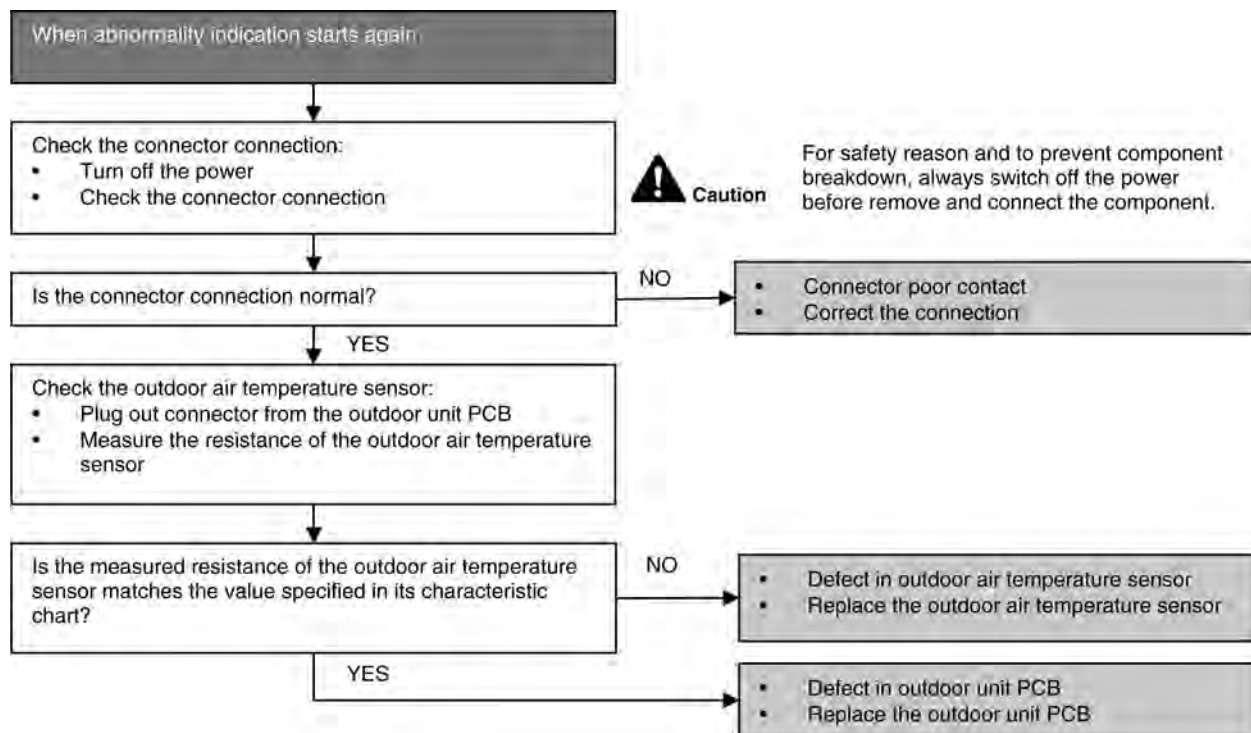 When abnormality indication starts again
Check the connector connection:
• Turn off the power
• Check the connector connection
Caution
For safety reason and to prevent component
breakdown, always switch off the power
before remove and connect the component.
Is the connector connection normal?
NO
• Connector poor contact
• Correct the connection
YES
Check the outdoor air temperature sensor:
• Plug out connector from the outdoor unit PCB
• Measure the resistance of the outdoor air temperature
sensor
Is the measured resistance of the outdoor air temperature
sensor matches the value specified in its characteristic
chart?
NO
• Defect in outdoor air temperature sensor
• Replace the outdoor air temperature sensor
YES
• Defect in outdoor unit PCB
• Replace the outdoor unit PCB